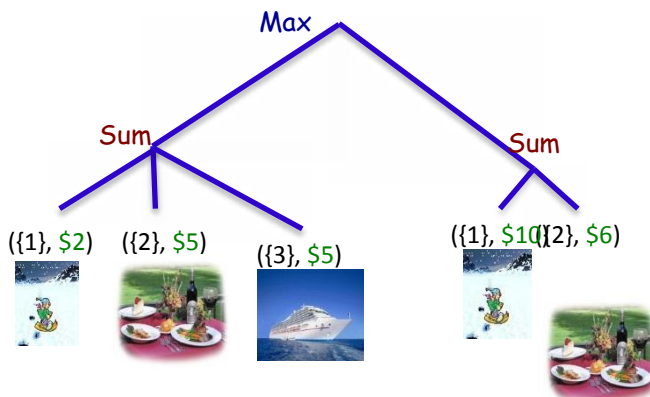 Max
Sum
Sum
({1}, $2)
({2}, $5)
({3}, $5)
({1}, $10)
({2}, $6)